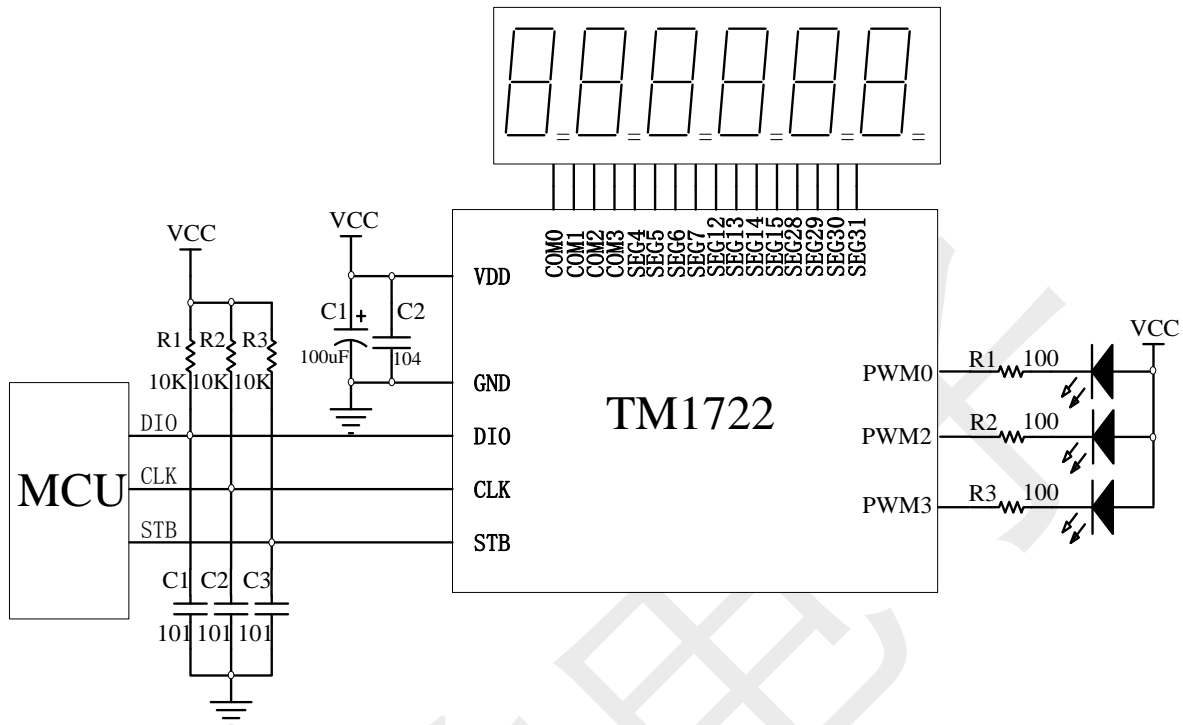 COM0
COM1
COM2
COM3
SEG4
SEG5
SEG6
SEG7
SEG12
SEG13
SEG14
SEG15
SEG28
SEG29
SEG30
SEG31
VCC
VCC
VDD
C1
+
C2
100uF
104
GND
R1
R2
R3
10K
10K
10K
VCC
PWM0
R1
100
TM1722
DIO
DIO
PWM2
R2
100
MCU
CLK
CLK
PWM3
R3
100
STB
STB
C1
C2
C3
101
101
101